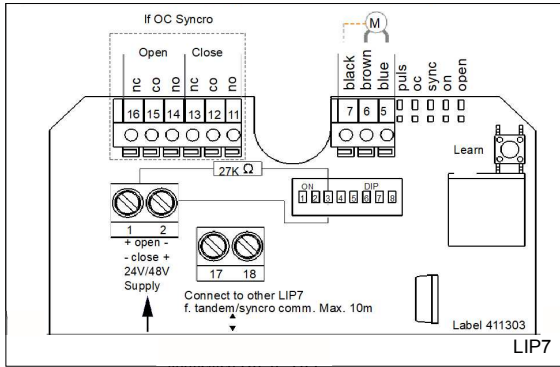 If OC Syncro
Open Close
nc co no nc co no
16 15 14 13 12 11
M
black brown blue puls oc sync on open
7 6 5
Learn
27K Ω
ON DIP
1 2 3 4 5 6 7 8
1 2
+ open -
- close +
24V/48V
Supply
17 18
Connect to other LIP7
f. tandem/syncro comm. Max. 10m
Label 411303
LIP7